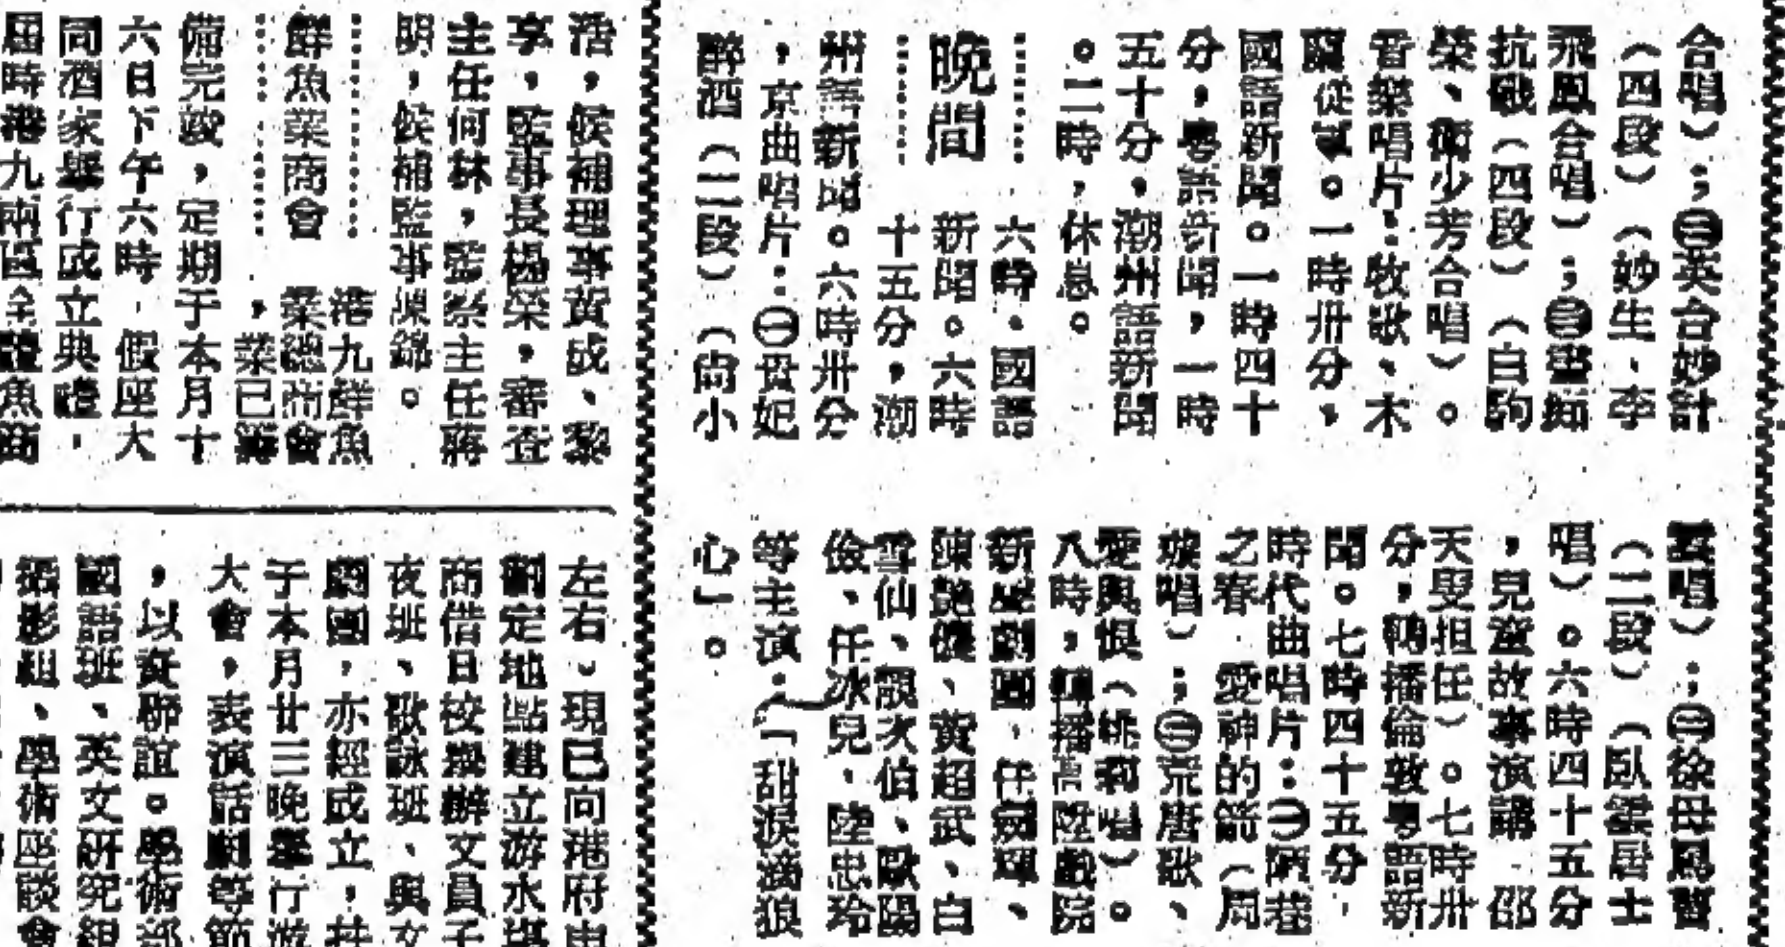 合唱）；㊁英合妙計
（四段）（妙生、李
飛鳳合唱）；㊂
抗戰（四段）（白駒
榮、衛少芳合唱）。
音樂唱片：牧歌、木
蘭從軍。一時卅分，
國語新聞。一時四十
分，粵語新聞，一時
五十分，潮州語新聞
。二時，休息。
晚間
六時，國語
新聞。六時
十五分，潮
州語新聞。六時卅分
，京曲唱片：㊀貴妃
醉酒（二段）（尚小
雲唱）；㊁徐母罵曹
（二段）（臥雲居士
唱）。六時四十五分
，兒童故事演講（邵
天叟担任）。七時卅
分，轉播倫敦粵語新
聞。七時四十五分，
時代曲唱片：㊀陋巷
之春、愛神的箭（周
璇唱）；㊁荒唐歌、
愛與恨（姚莉唱）。
八時，轉播高陞戲院
新聲劇團、任劍輝、
陳艷儂、黃超武、白
雪仙、靚次伯、歐陽
儉、任冰兒、陸忠玲
等主演，「甜淚滴狼
心」。
浩，候補理事賀成、黎
享，監事長楊榮，審查
主任何林，監察主任蔣
明，候補監事陳錦。
鮮魚菜商會
港九鮮魚
菜總商會
，業已籌
備完竣，定期于本月十
六日下午六時，假座大
同酒家舉行成立典禮，
屆時港九兩區全體魚商
左右。現已向港府申
劃定地點建立游水場
商借日校舉辦文員子
夜班、歌詠班、與文
劇團，亦經成立，并
于本月廿三晚舉行游
大會，表演話劇等節
，以資聯誼。學術部
國語班、英文研究組
攝影組、學術座談會